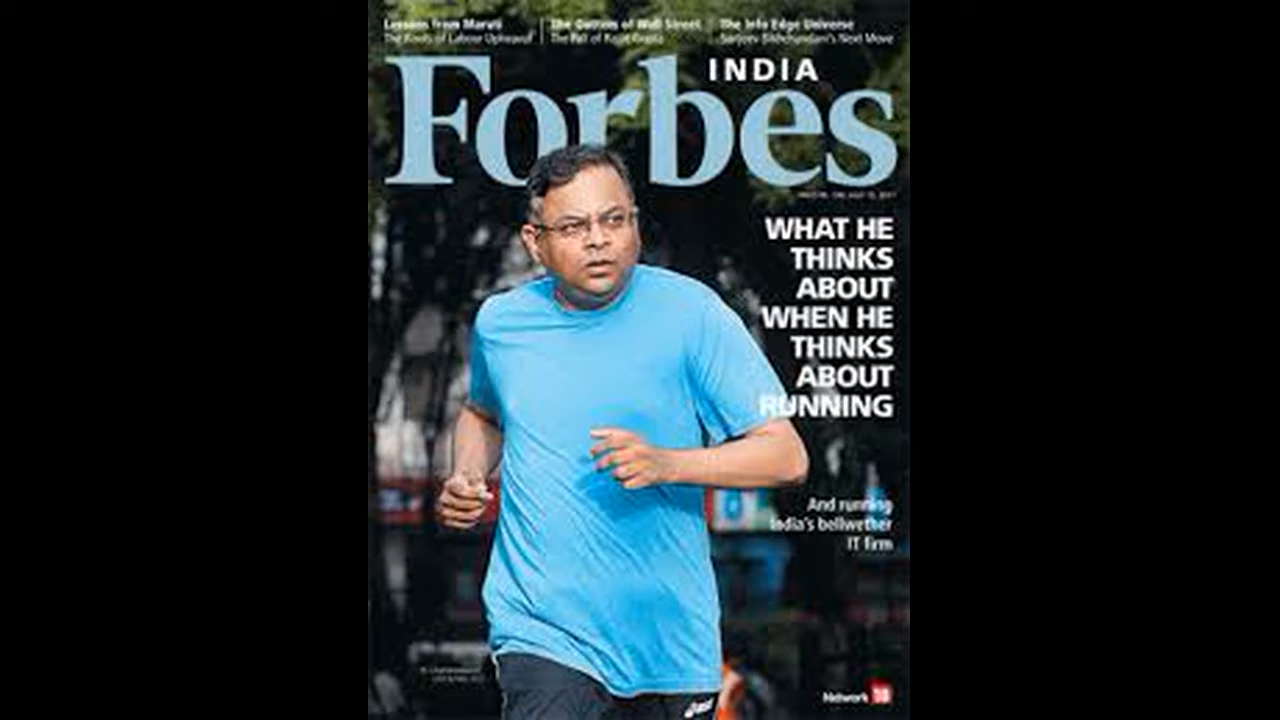 Lessons from Maruti
The Roots of Labour Upheaval
The Gotham of Wall Street
The Fall of Rajat Gupta
The Info Edge Universe
Sanjeev Bikhchandani's Next Move
INDIA
Forbes
WHAT HE
THINKS
ABOUT
WHEN HE
THINKS
ABOUT
RUNNING
And running
India's bellwether
IT firm
asics
Network 18